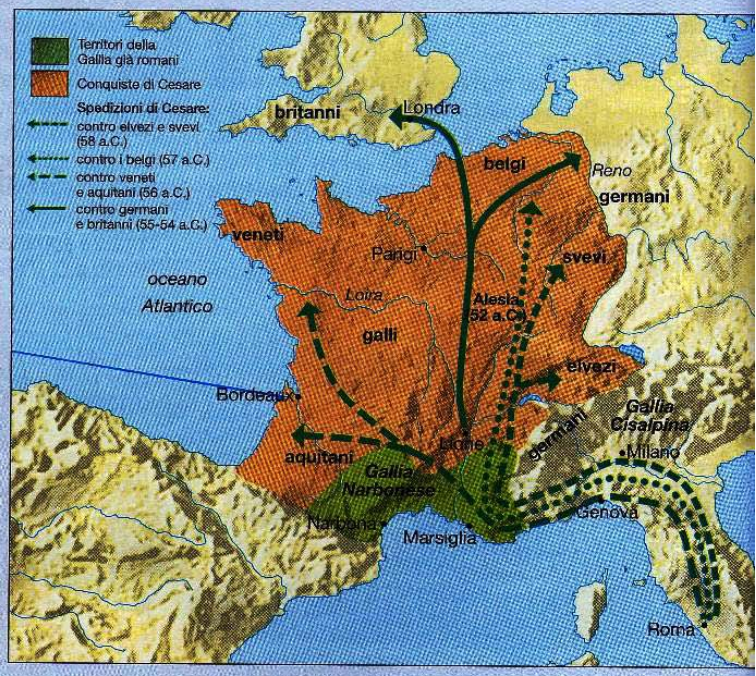 Territori della
Gallia già romani
Conquiste di Cesare
Spedizioni di Cesare:
contro elvezi e svevi
(58 a.C.)
contro i belgi (57 a.C.)
contro veneti
e aquitani (56 a.C.)
contro germani
e britanni (55-54 a.C.)
britanni
Londra
belgi
Reno
germani
veneti
Parigi
svevi
oceano
Atlantico
Loira
Alesia
(52 a.C.)
galli
elvezi
Bordeaux
Gallia
Cisalpina
germani
Lione
Milano
aquitani
Gallia
Narbonese
Genova
Narbona
Marsiglia
Roma